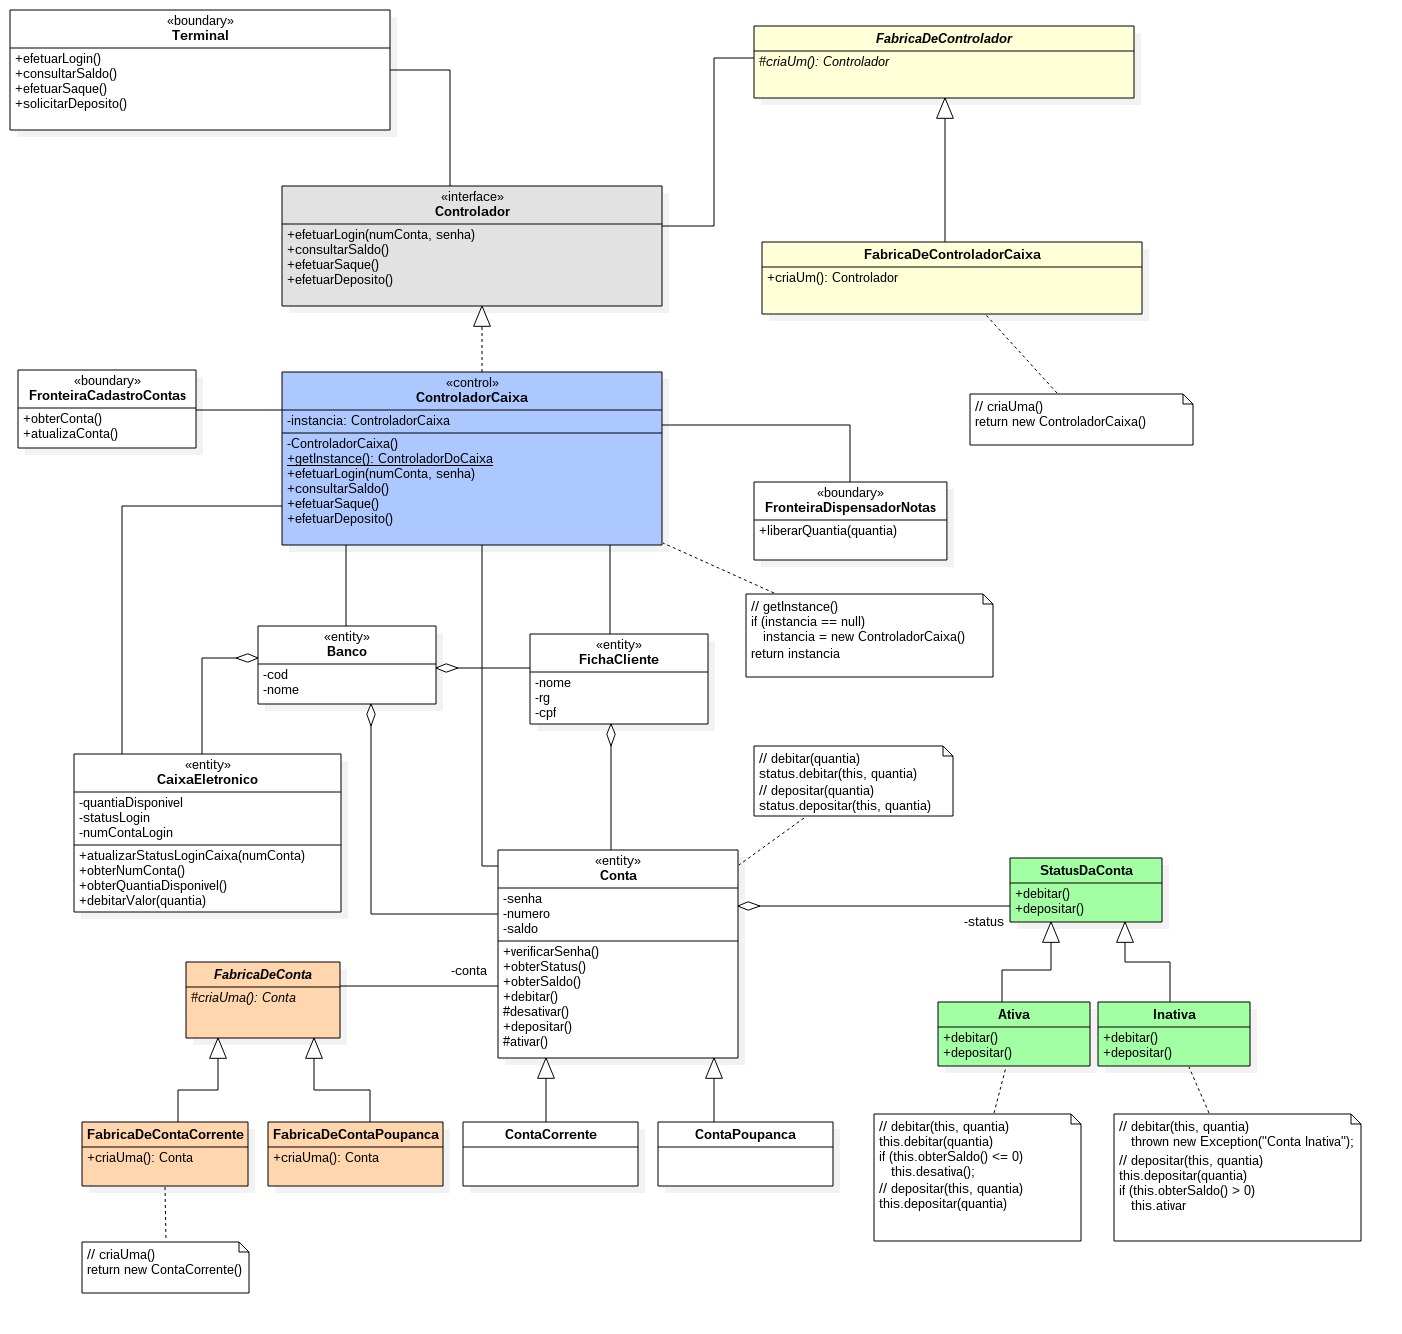 «boundary»
Terminal
+efetuarLogin()
+consultarSaldo()
+efetuarSaque()
+solicitarDeposito()
FabricaDeControlador
#criaUm(): Controlador
«interface»
Controlador
+efetuarLogin(numConta, senha)
+consultarSaldo()
+efetuarSaque()
+efetuarDeposito()
FabricaDeControladorCaixa
+criaUm(): Controlador
// criaUma()
return new ControladorCaixa()
«boundary»
FronteiraCadastroContas
+obterConta()
+atualizaConta()
«control»
ControladorCaixa
-instancia: ControladorCaixa
-ControladorCaixa()
+getInstance(): ControladorDoCaixa
+efetuarLogin(numConta, senha)
+consultarSaldo()
+efetuarSaque()
+efetuarDeposito()
«boundary»
FronteiraDispensadorNotas
+liberarQuantia(quantia)
// getInstance()
if (instancia == null)
instancia = new ControladorCaixa()
return instancia
«entity»
Banco
-cod
-nome
«entity»
FichaCliente
-nome
-rg
-cpf
«entity»
CaixaEletronico
-quantiaDisponivel
-statusLogin
-numContaLogin
+atualizarStatusLoginCaixa(numConta)
+obterNumConta()
+obterQuantiaDisponivel()
+debitarValor(quantia)
// debitar(quantia)
status.debitar(this, quantia)
// depositar(quantia)
status.depositar(this, quantia)
«entity»
Conta
-senha
-numero
-saldo
+verificarSenha()
+obterStatus()
+obterSaldo()
+debitar()
#desativar()
+depositar()
#ativar()
StatusDaConta
+debitar()
+depositar()
-status
-conta
FabricaDeConta
#criaUma(): Conta
Ativa
+debitar()
+depositar()
Inativa
+debitar()
+depositar()
FabricaDeContaCorrente
+criaUma(): Conta
FabricaDeContaPoupanca
+criaUma(): Conta
ContaCorrente
ContaPoupanca
// debitar(this, quantia)
this.debitar(quantia)
if (this.obterSaldo() <= 0)
this.desativa();
// depositar(this, quantia)
this.depositar(quantia)
// debitar(this, quantia)
thrown new Exception("Conta Inativa");
// depositar(this, quantia)
this.depositar(quantia)
if (this.obterSaldo() > 0)
this.ativar
// criaUma()
return new ContaCorrente()